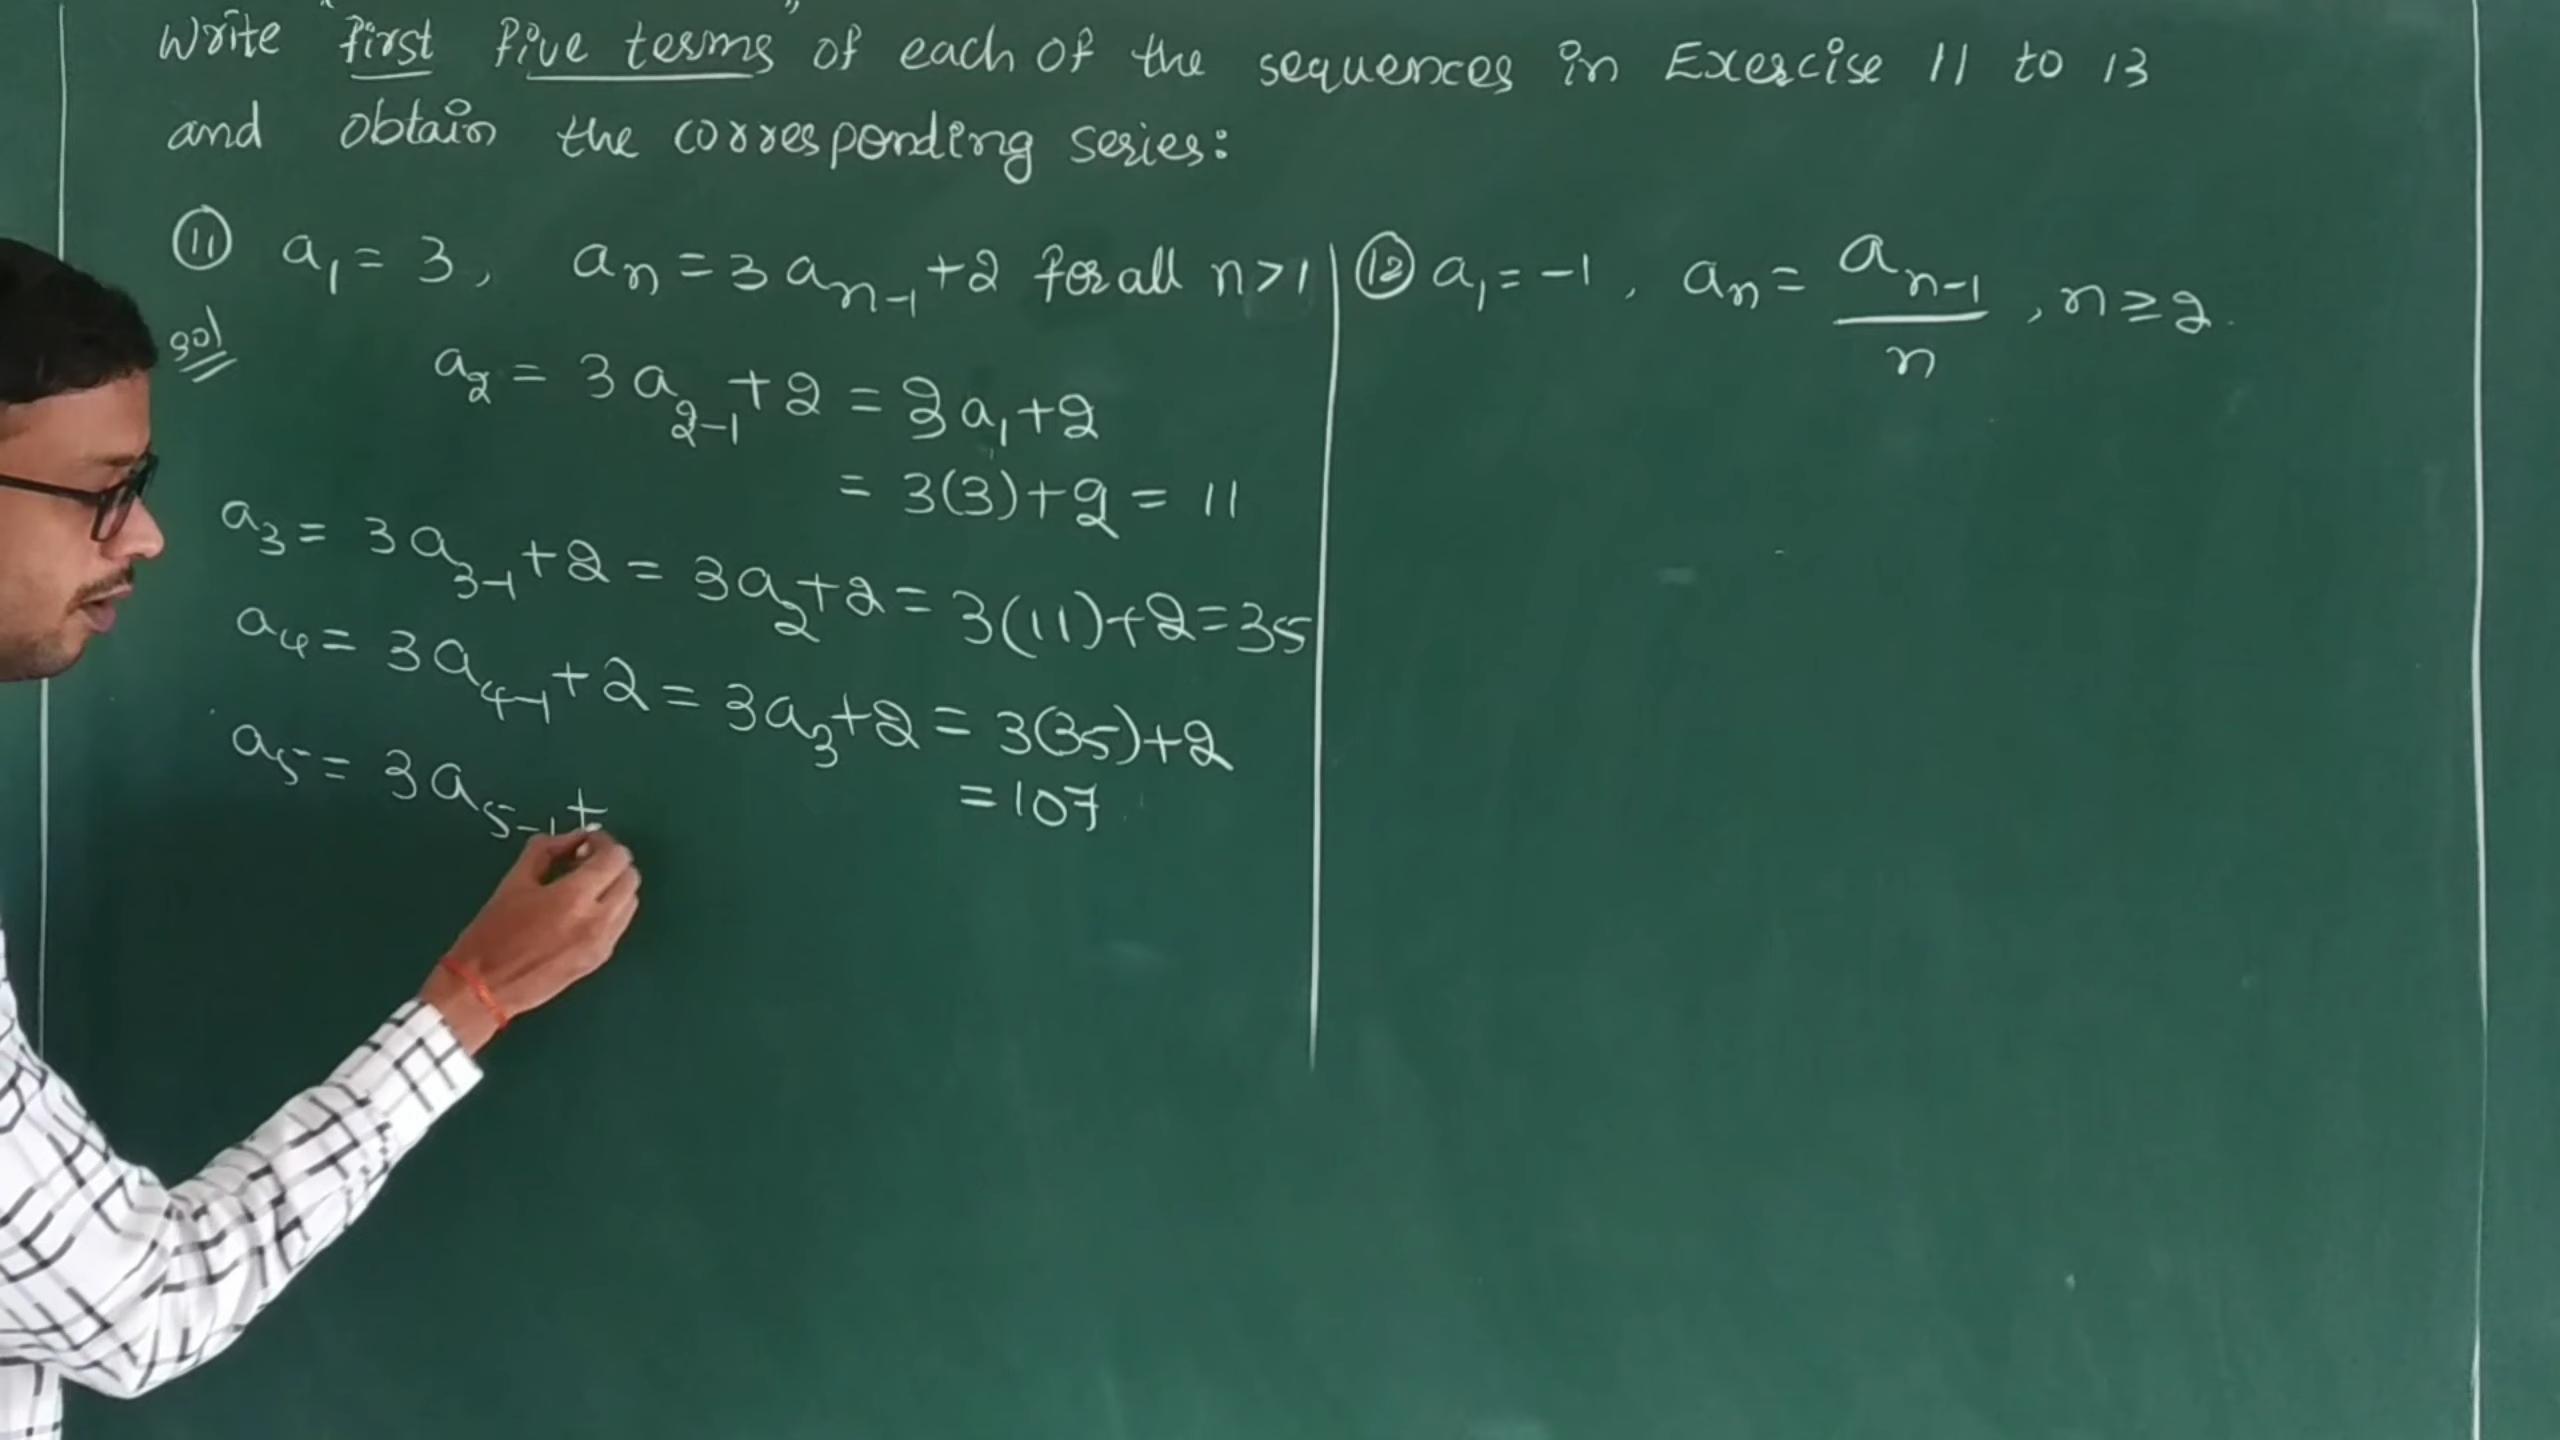 Write "first five terms" of each of the sequences in Exercise 11 to 13
and obtain the corresponding series:
⑪ a₁ = 3, aₙ = 3aₙ₋₁ + 2 for all n > 1
sol
a₂ = 3a₂₋₁ + 2 = 3a₁ + 2
= 3(3) + 2 = 11
a₃ = 3a₃₋₁ + 2 = 3a₂ + 2 = 3(11) + 2 = 35
a₄ = 3a₄₋₁ + 2 = 3a₃ + 2 = 3(35) + 2
= 107
a₅ = 3a₅₋₁ +
⑫ a₁ = -1, aₙ = aₙ₋₁/n, n ≥ 2.